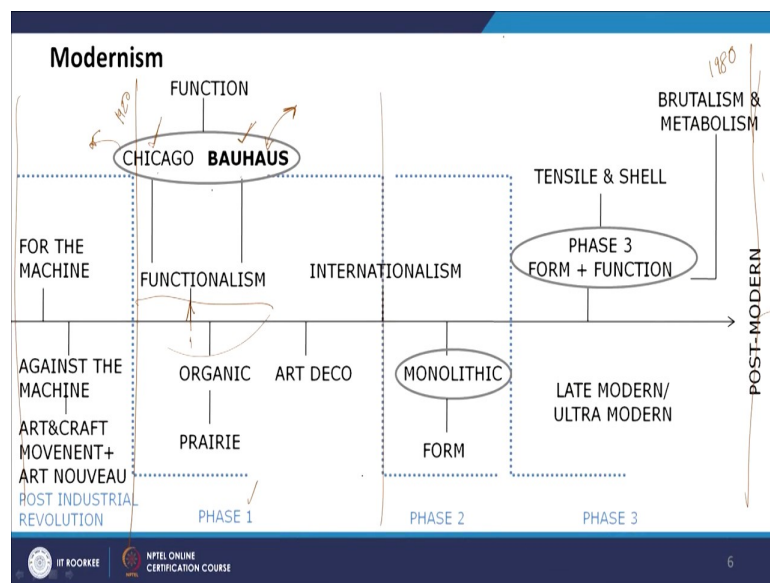 Modernism
1920
1980
FUNCTION
BRUTALISM &
METABOLISM
CHICAGO BAUHAUS
TENSILE & SHELL
FOR THE
MACHINE
FUNCTIONALISM
INTERNATIONALISM
PHASE 3
FORM + FUNCTION
POST-MODERN
AGAINST THE
MACHINE
ORGANIC
ART DECO
MONOLITHIC
LATE MODERN/
ULTRA MODERN
ART&CRAFT
MOVENENT+
ART NOUVEAU
PRAIRIE
FORM
POST INDUSTRIAL
REVOLUTION
PHASE 1
PHASE 2
PHASE 3
IIT ROORKEE
NPTEL ONLINE
CERTIFICATION COURSE
6